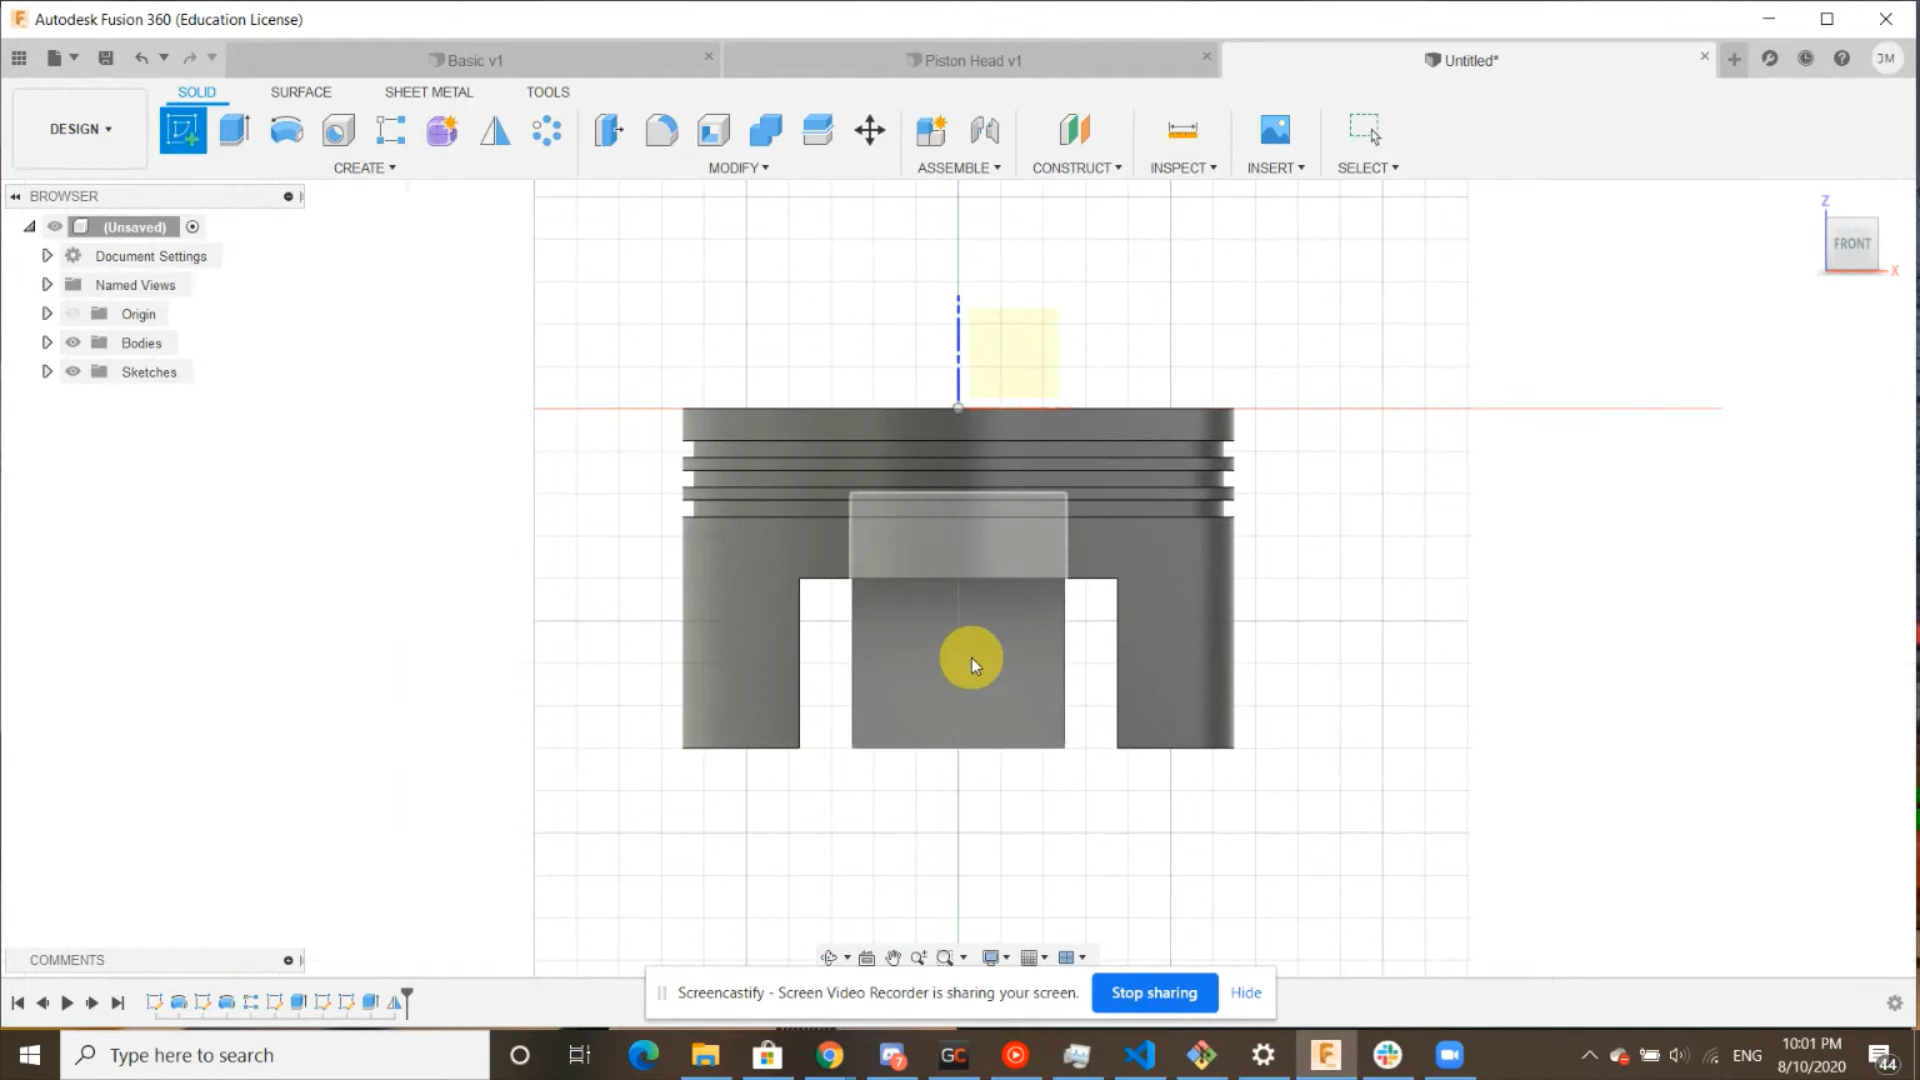 Autodesk Fusion 360 (Education License)
Basic v1
Piston Head v1
Untitled*
JM
DESIGN
SOLID
SURFACE
SHEET METAL
TOOLS
CREATE
MODIFY
ASSEMBLE
CONSTRUCT
INSPECT
INSERT
SELECT
BROWSER
(Unsaved)
Document Settings
Named Views
Origin
Bodies
Sketches
Z
FRONT
X
COMMENTS
Screencastify - Screen Video Recorder is sharing your screen.
Stop sharing
Hide
Type here to search
7
GC
ENG
10:01 PM
8/10/2020
44